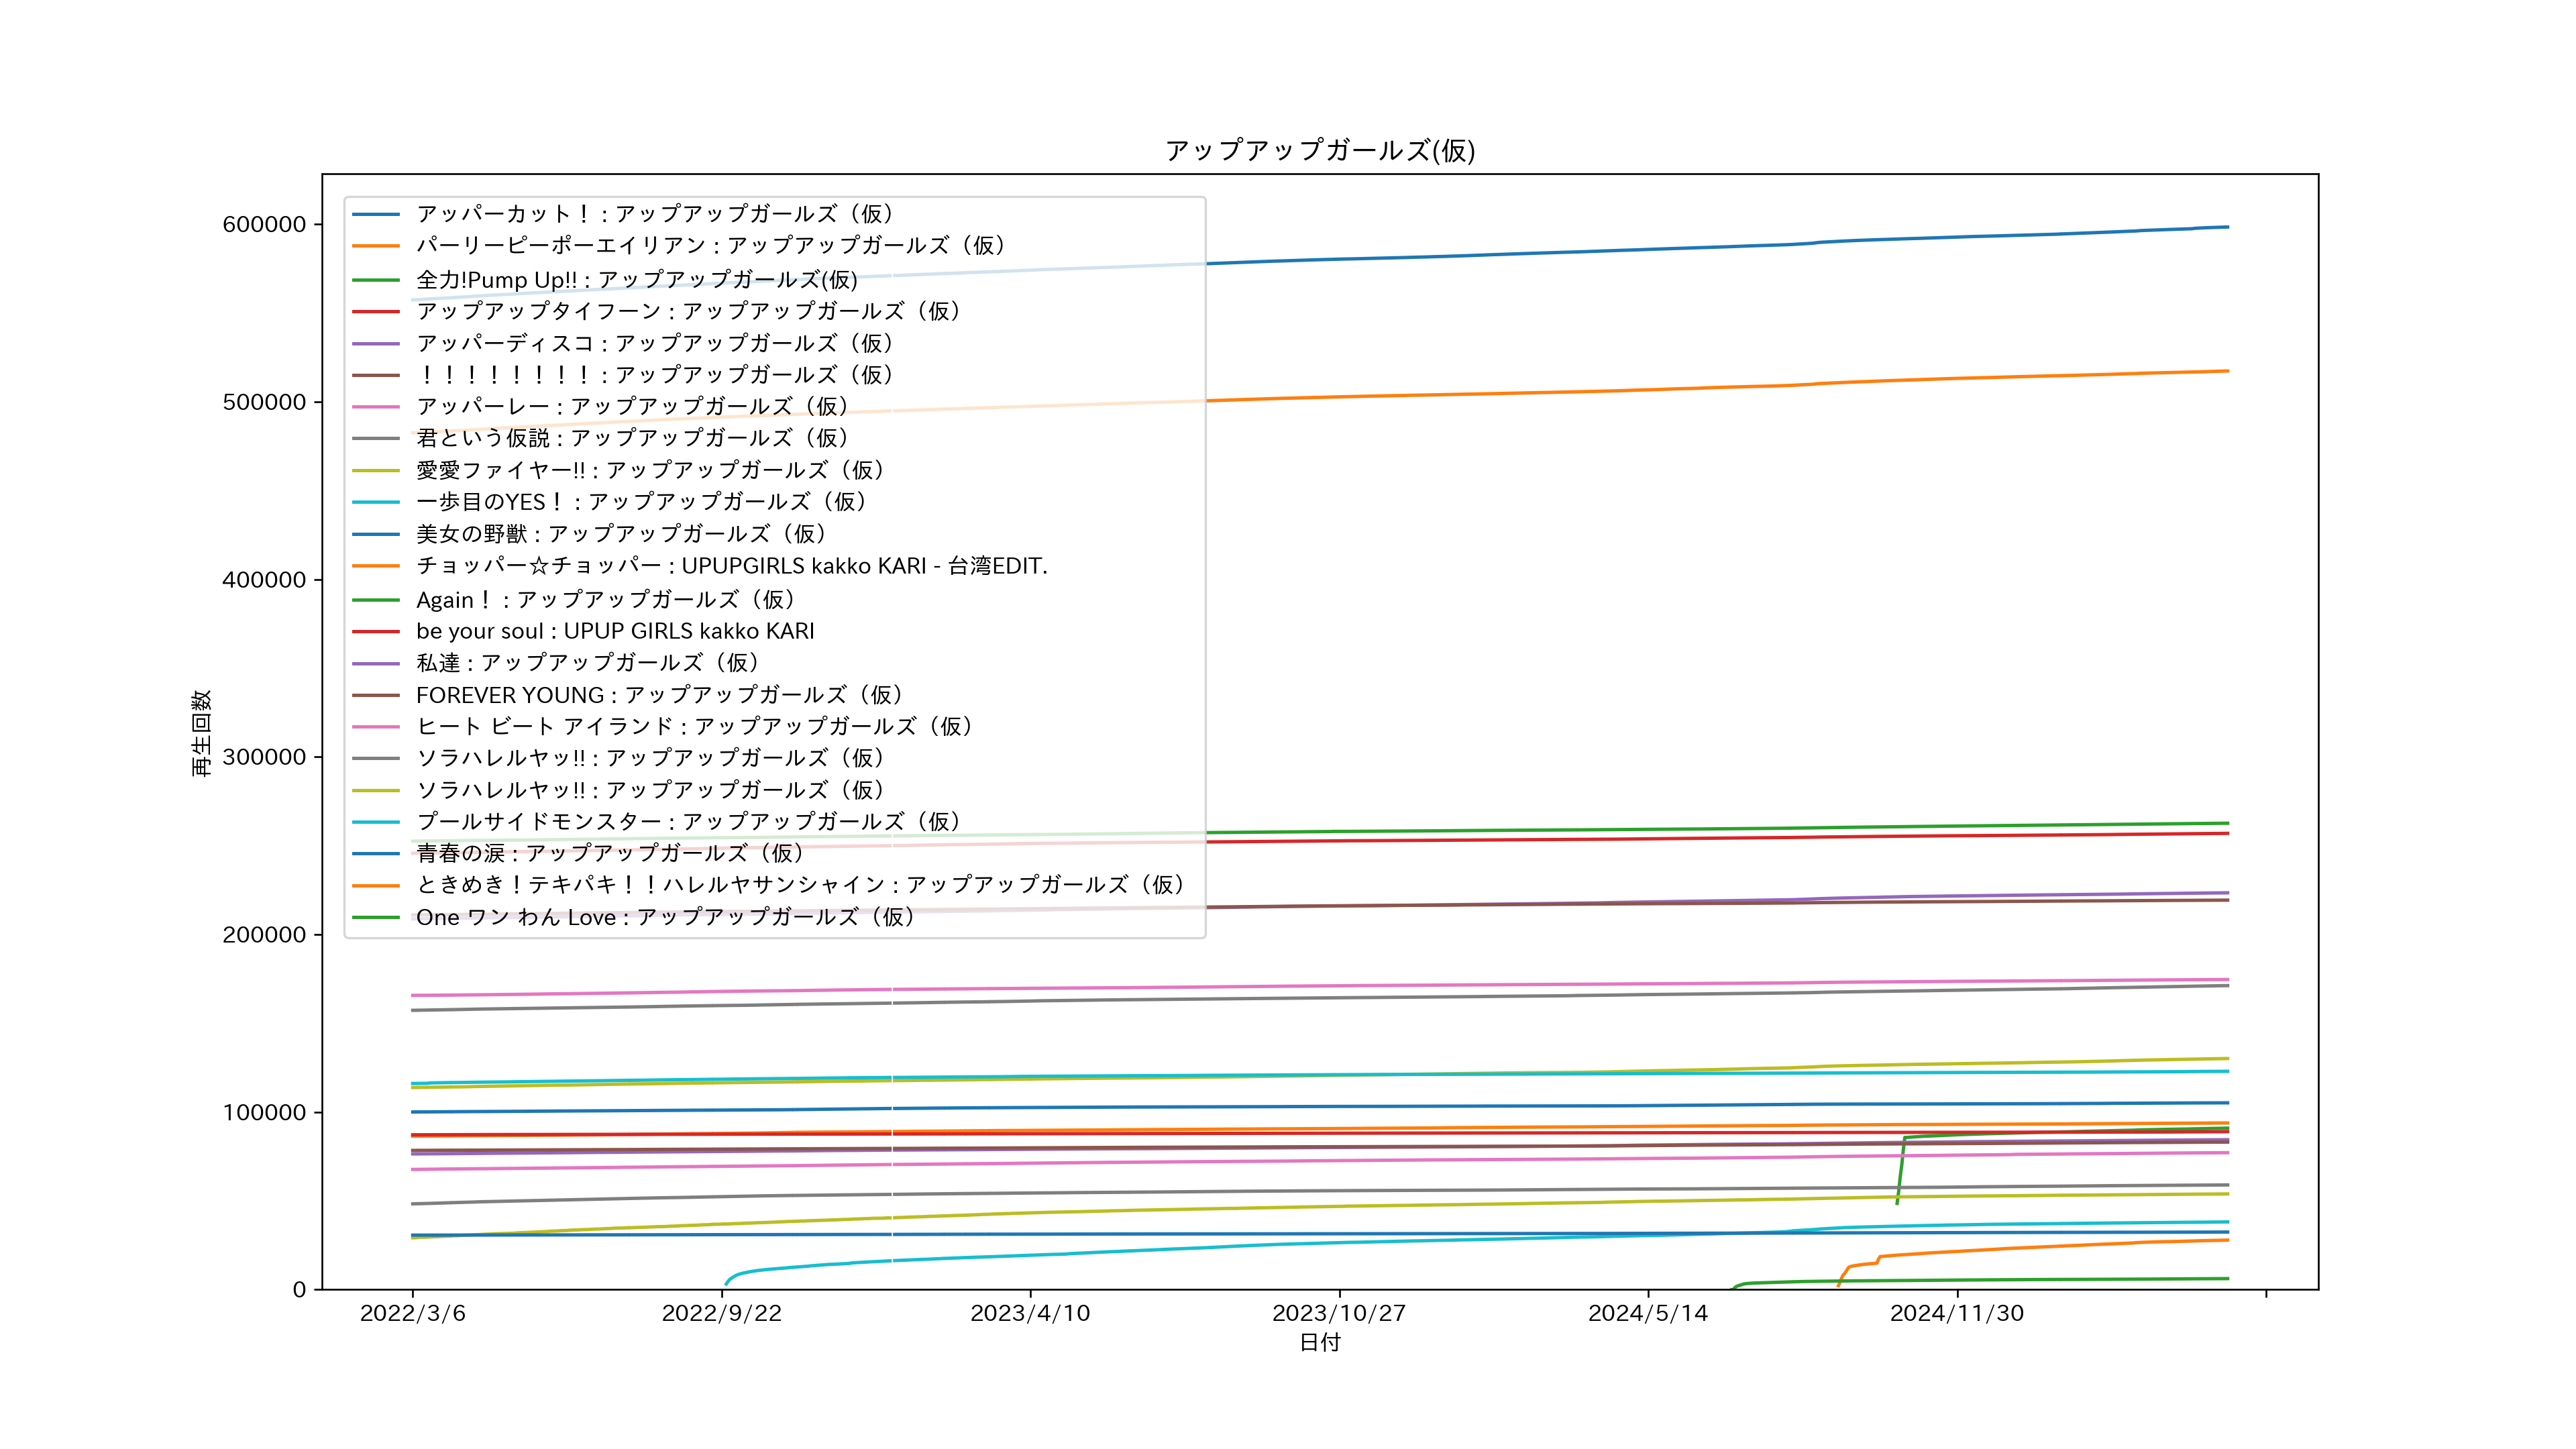 アップアップガールズ(仮)
600000
500000
400000
300000
200000
100000
0
再生回数
アッパーカット！ : アップアップガールズ（仮）
パーリーピーポーエイリアン : アップアップガールズ（仮）
全力!Pump Up!! : アップアップガールズ(仮)
アップアップタイフーン : アップアップガールズ（仮）
アッパーディスコ : アップアップガールズ（仮）
！！！！！！！！ : アップアップガールズ（仮）
アッパーレー : アップアップガールズ（仮）
君という仮説 : アップアップガールズ（仮）
愛愛ファイヤー!! : アップアップガールズ（仮）
一歩目のYES！ : アップアップガールズ（仮）
美女の野獣 : アップアップガールズ（仮）
チョッパー☆チョッパー : UPUPGIRLS kakko KARI - 台湾EDIT.
Again！ : アップアップガールズ（仮）
be your soul : UPUP GIRLS kakko KARI
私達 : アップアップガールズ（仮）
FOREVER YOUNG : アップアップガールズ（仮）
ヒート ビート アイランド : アップアップガールズ（仮）
ソラハレルヤッ!! : アップアップガールズ（仮）
ソラハレルヤッ!! : アップアップガールズ（仮）
プールサイドモンスター : アップアップガールズ（仮）
青春の涙 : アップアップガールズ（仮）
ときめき！テキパキ！！ハレルヤサンシャイン : アップアップガールズ（仮）
One ワン わん Love : アップアップガールズ（仮）
2022/3/6 2022/9/22 2023/4/10 2023/10/27 2024/5/14 2024/11/30
日付